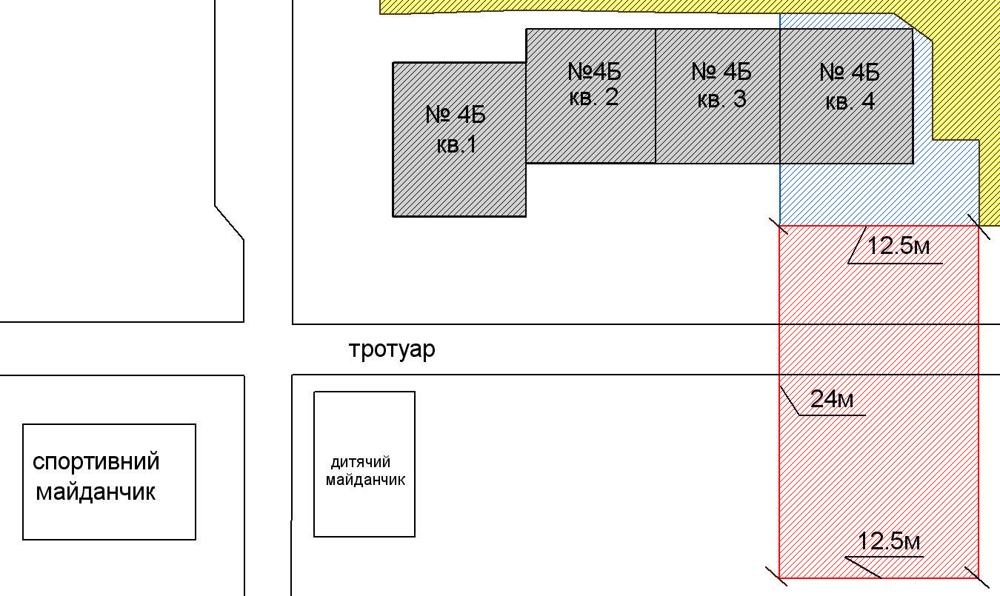 №4Б
кв. 2
№ 4Б
кв. 3
№ 4Б
кв. 4
№ 4Б
кв.1
12.5м
тротуар
24м
спортивний
майданчик
дитячий
майданчик
12.5м